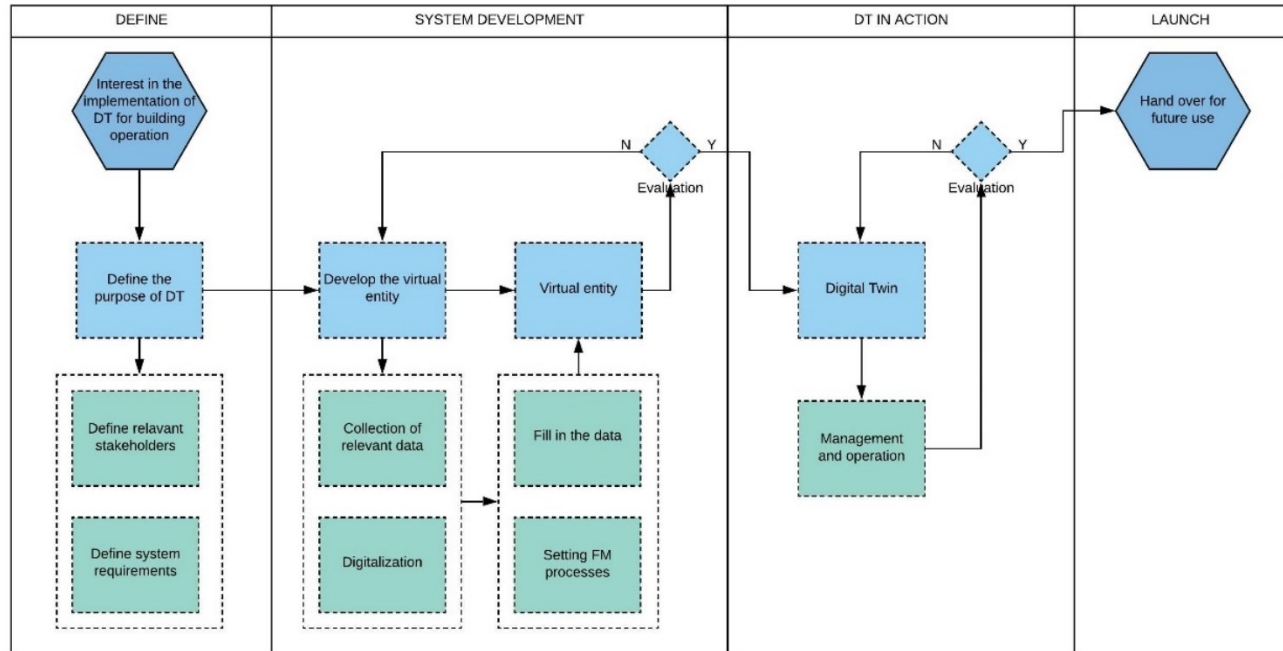 DEFINE
SYSTEM DEVELOPMENT
DT IN ACTION
LAUNCH
Interest in the
implementation of
DT for building
operation
Define the
purpose of DT
Define relavant
stakeholders
Define system
requirements
N
Y
Evaluation
Develop the virtual
entity
Virtual entity
Collection of
relevant data
Fill in the data
Digitalization
Setting FM
processes
N
Y
Evaluation
Digital Twin
Management
and operation
Hand over for
future use